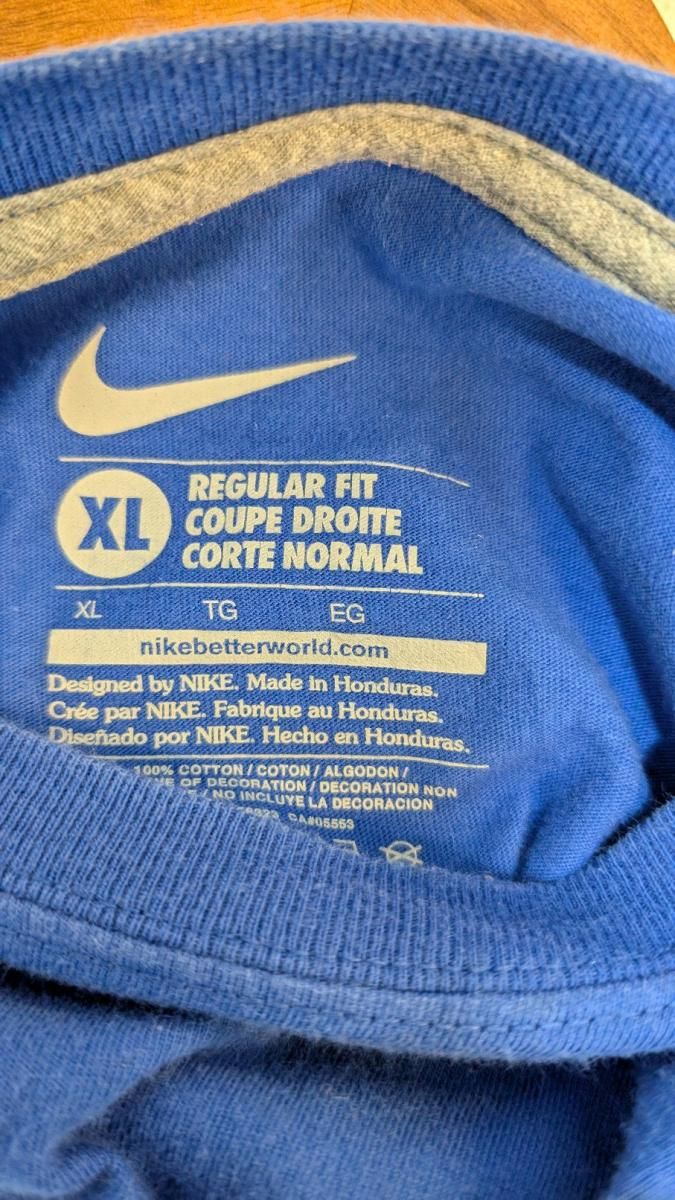 XL
REGULAR FIT
COUPE DROITE
CORTE NORMAL
XL TG EG
nikebetterworld.com
Designed by NIKE. Made in Honduras.
Crée par NIKE. Fabrique au Honduras.
Diseñado por NIKE. Hecho en Honduras.
100% COTTON / COTON / ALGODON /
OF DECORATION / DECORATION NON
/ NO INCLUYE LA DECORACION
CA#05553